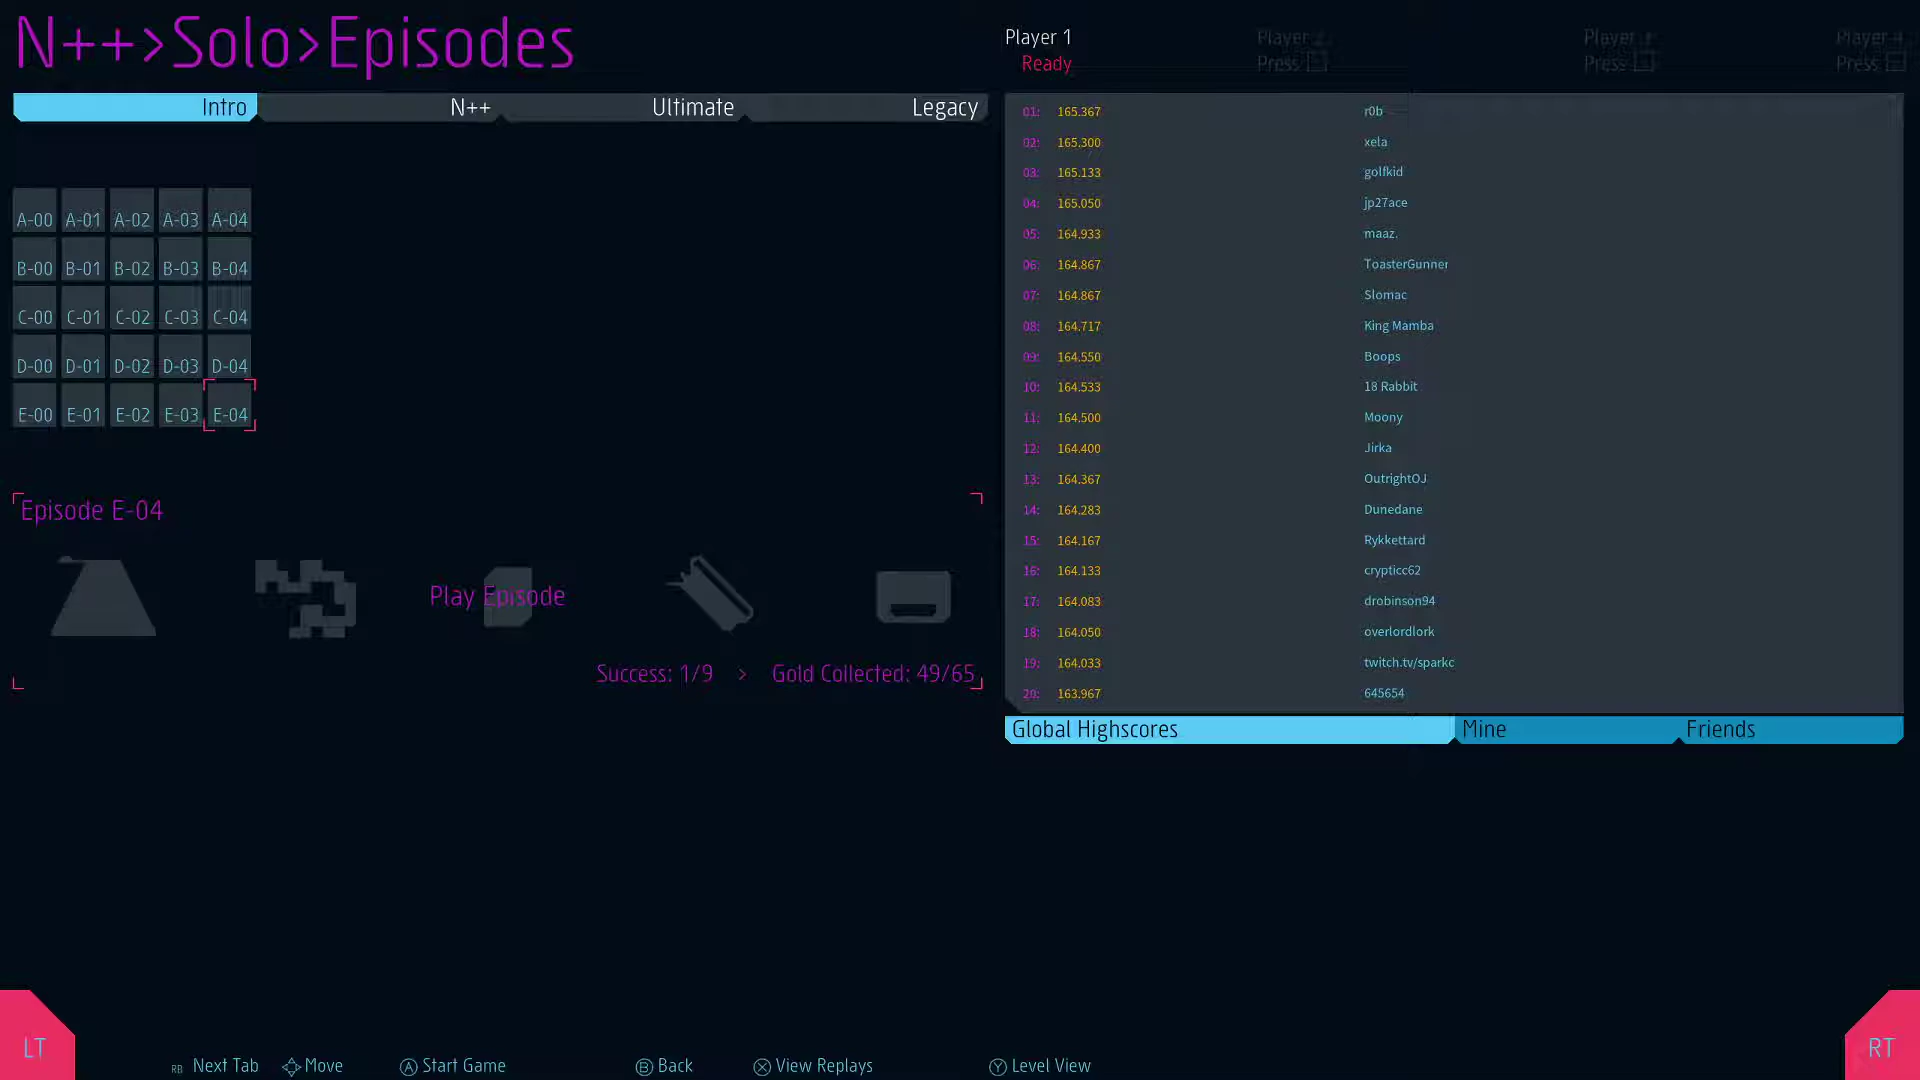 N++>Solo>Episodes
Intro
N++
Ultimate
Legacy
A-00 A-01 A-02 A-03 A-04
B-00 B-01 B-02 B-03 B-04
C-00 C-01 C-02 C-03 C-04
D-00 D-01 D-02 D-03 D-04
E-00 E-01 E-02 E-03 E-04
Episode E-04
Play Episode
Success: 1/9 > Gold Collected: 49/65
Player 1
Ready
Player
Press
Player
Press
Player
Press
01: 165.367 r0b
02: 165.300 xela
03: 165.133 golfkid
04: 165.050 jp27ace
05: 164.933 maaz.
06: 164.867 ToasterGunner
07: 164.867 Slomac
08: 164.717 King Mamba
09: 164.550 Boops
10: 164.533 18 Rabbit
11: 164.500 Moony
12: 164.400 Jirka
13: 164.367 OutrightOJ
14: 164.283 Dunedane
15: 164.167 Rykkettard
16: 164.133 crypticc62
17: 164.083 drobinson94
18: 164.050 overlordlork
19: 164.033 twitch.tv/sparkc
20: 163.967 645654
Global Highscores
Mine
Friends
LT
RB Next Tab
Move
A Start Game
B Back
X View Replays
Y Level View
RT